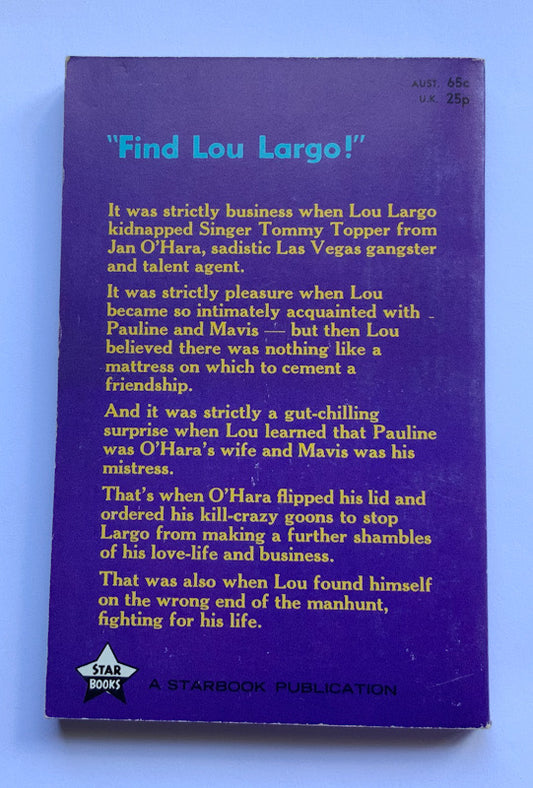 AUST. 65c
U.K. 25p
"Find Lou Largo!"
It was strictly business when Lou Largo
kidnapped Singer Tommy Topper from
Jan O'Hara, sadistic Las Vegas gangster
and talent agent.
It was strictly pleasure when Lou
became so intimately acquainted with
Pauline and Mavis — but then Lou
believed there was nothing like a
mattress on which to cement a
friendship.
And it was strictly a gut-chilling
surprise when Lou learned that Pauline
was O'Hara's wife and Mavis was his
mistress.
That's when O'Hara flipped his lid and
ordered his kill-crazy goons to stop
Largo from making a further shambles
of his love-life and business.
That was also when Lou found himself
on the wrong end of the manhunt,
fighting for his life.
STAR
BOOKS
A STARBOOK PUBLICATION